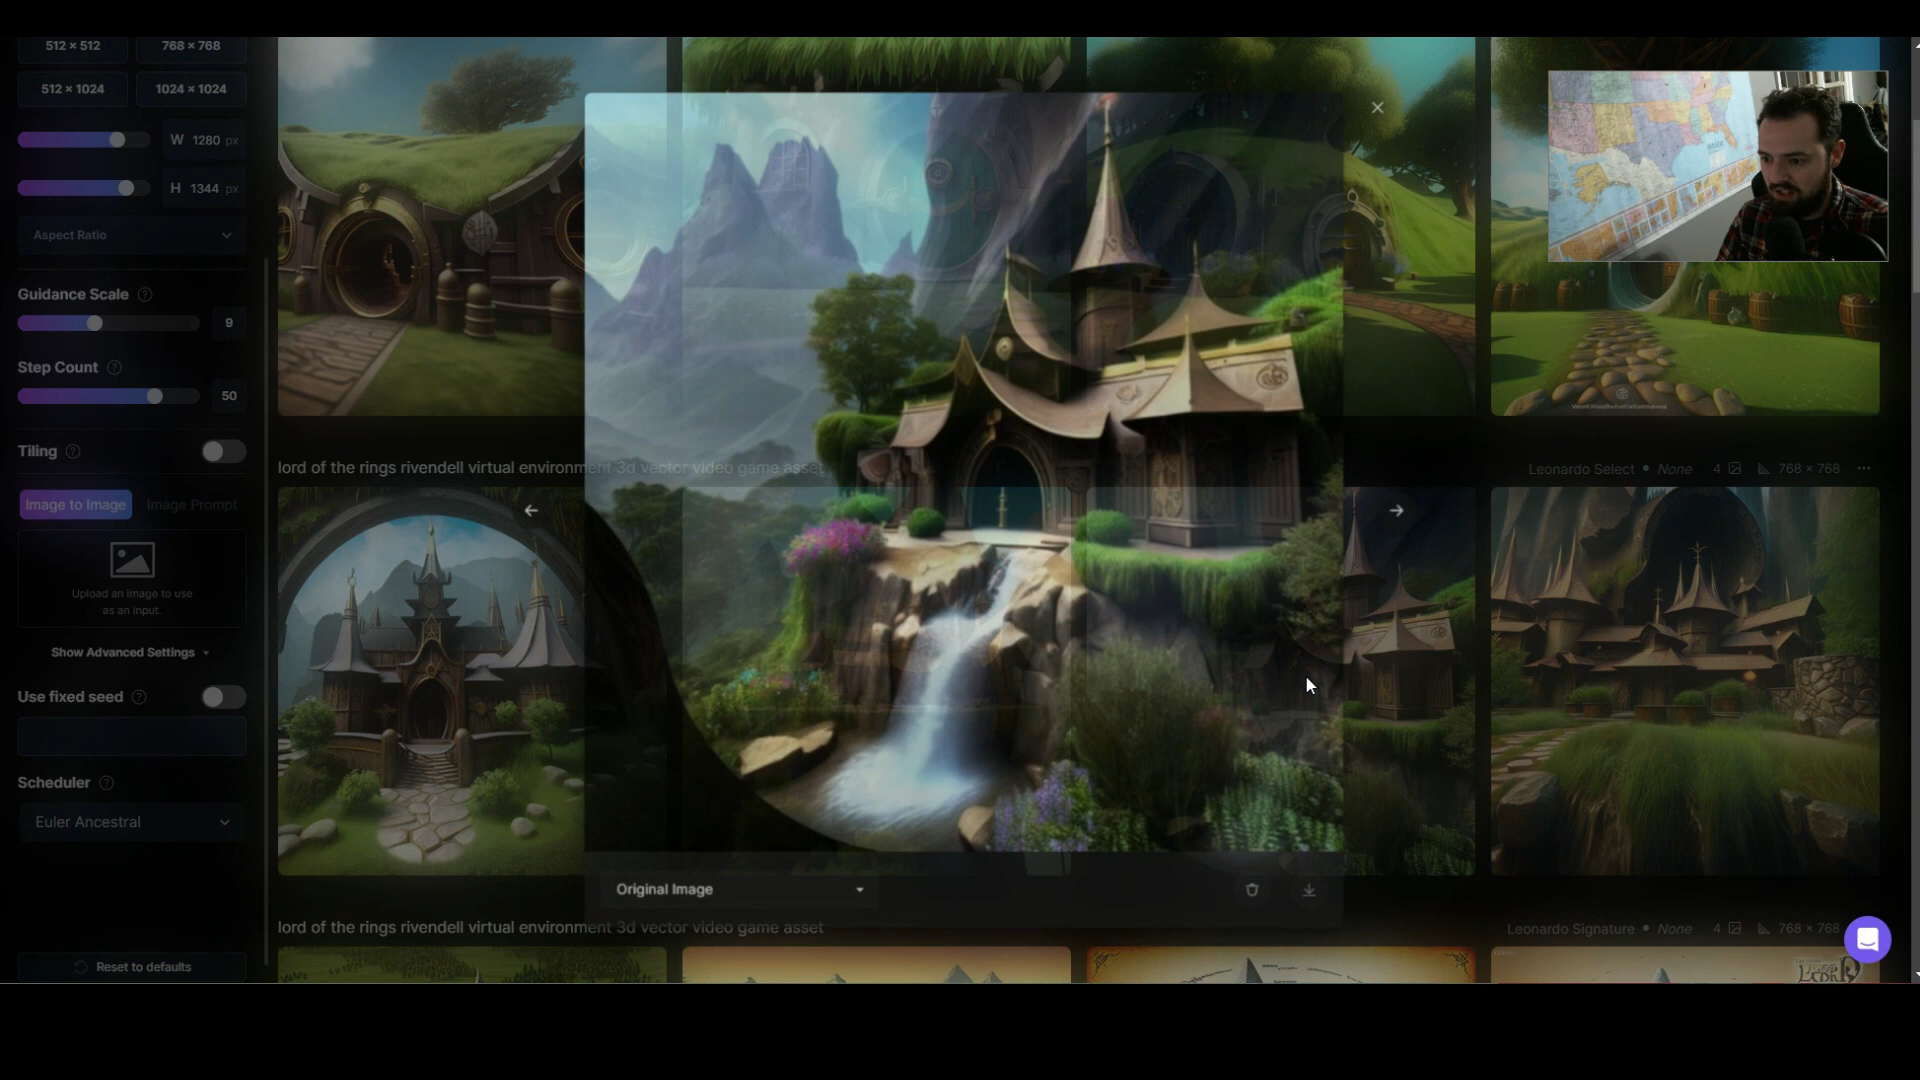 512 × 512
768 × 768
512 × 1024
1024 × 1024
W 1280 px
H 1344 px
Aspect Ratio
Guidance Scale
9
Step Count
50
Tiling
Image to Image
Image Prompt
Upload an image to use
as an input.
Show Advanced Settings
Use fixed seed
Scheduler
Euler Ancestral
Reset to defaults
lord of the rings rivendell virtual environment 3d vector video game asset
Leonardo Select • None 4 768 × 768 ...
Original Image
lord of the rings rivendell virtual environment 3d vector video game asset
Leonardo Signature • None 4 768 × 768